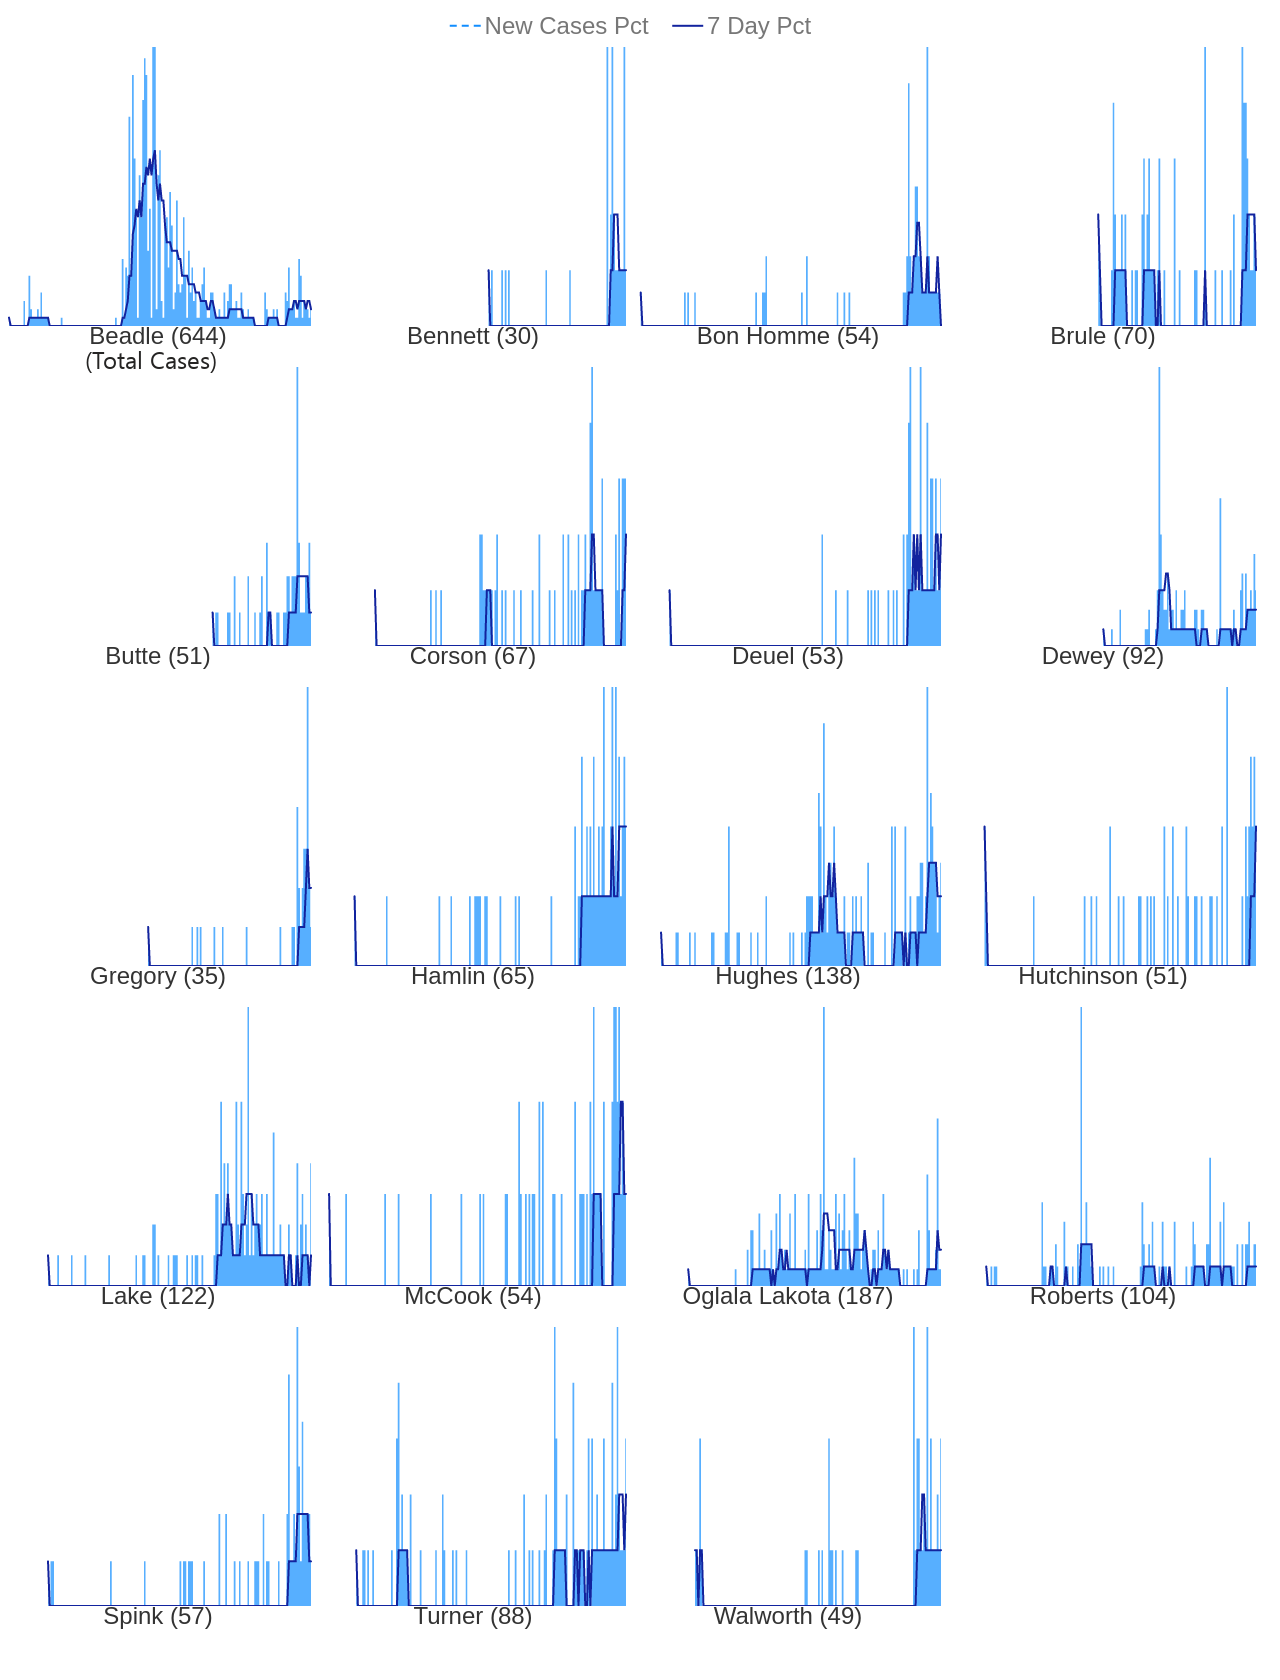 New Cases Pct 7 Day Pct
Beadle (644) Bennett (30) Bon Homme (54) Brule (70)
(Total Cases)
Butte (51) Corson (67) Deuel (53) Dewey (92)
Gregory (35) Hamlin (65) Hughes (138) Hutchinson (51)
Lake (122) McCook (54) Oglala Lakota (187) Roberts (104)
Spink (57) Turner (88) Walworth (49)